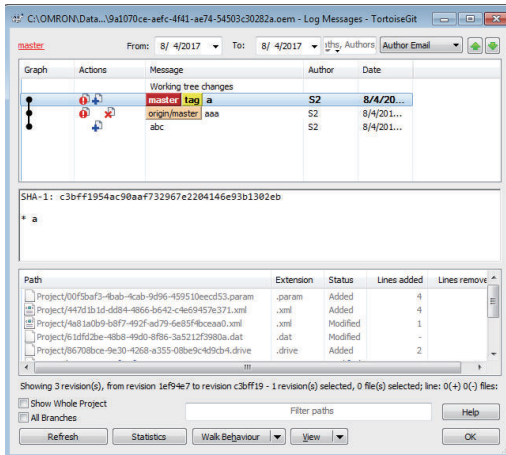 C:\OMRON\Data...\9a1070ce-aefc-4f41-ae74-54503c30282a.oem - Log Messages - TortoiseGit
master From: 8/ 4/2017 To: 8/ 4/2017 Authors Author Email
Graph Actions Message Author Date
Working tree changes
master tag a S2 8/4/20...
origin/master aaa S2 8/4/201...
abc S2 8/4/201...
SHA-1: c3bff1954ac90aaf732967e2204146e93b1302eb
* a
Path Extension Status Lines added Lines remove
Project/00f5baf3-4bab-4cab-9d96-459510eecd53.param .param Added 4
Project/447d1b1d-dd84-4866-b642-c4e69457e371.xml .xml Added 4
Project/4a81a0b9-b8f7-492f-ad79-6e85f4bceaa0.xml .xml Modified 1
Project/61dfd2be-48b8-49d0-8f86-3a5212f3980a.dat .dat Modified -
Project/86708bce-9e30-4268-a355-08be9c4d9cb4.drive .drive Added 2
Showing 3 revision(s), from revision 1ef94e7 to revision c3bff19 - 1 revision(s) selected, 0 file(s) selected; line: 0(+) 0(-) files:
Show Whole Project
All Branches
Filter paths
Help
Refresh Statistics Walk Behaviour View OK